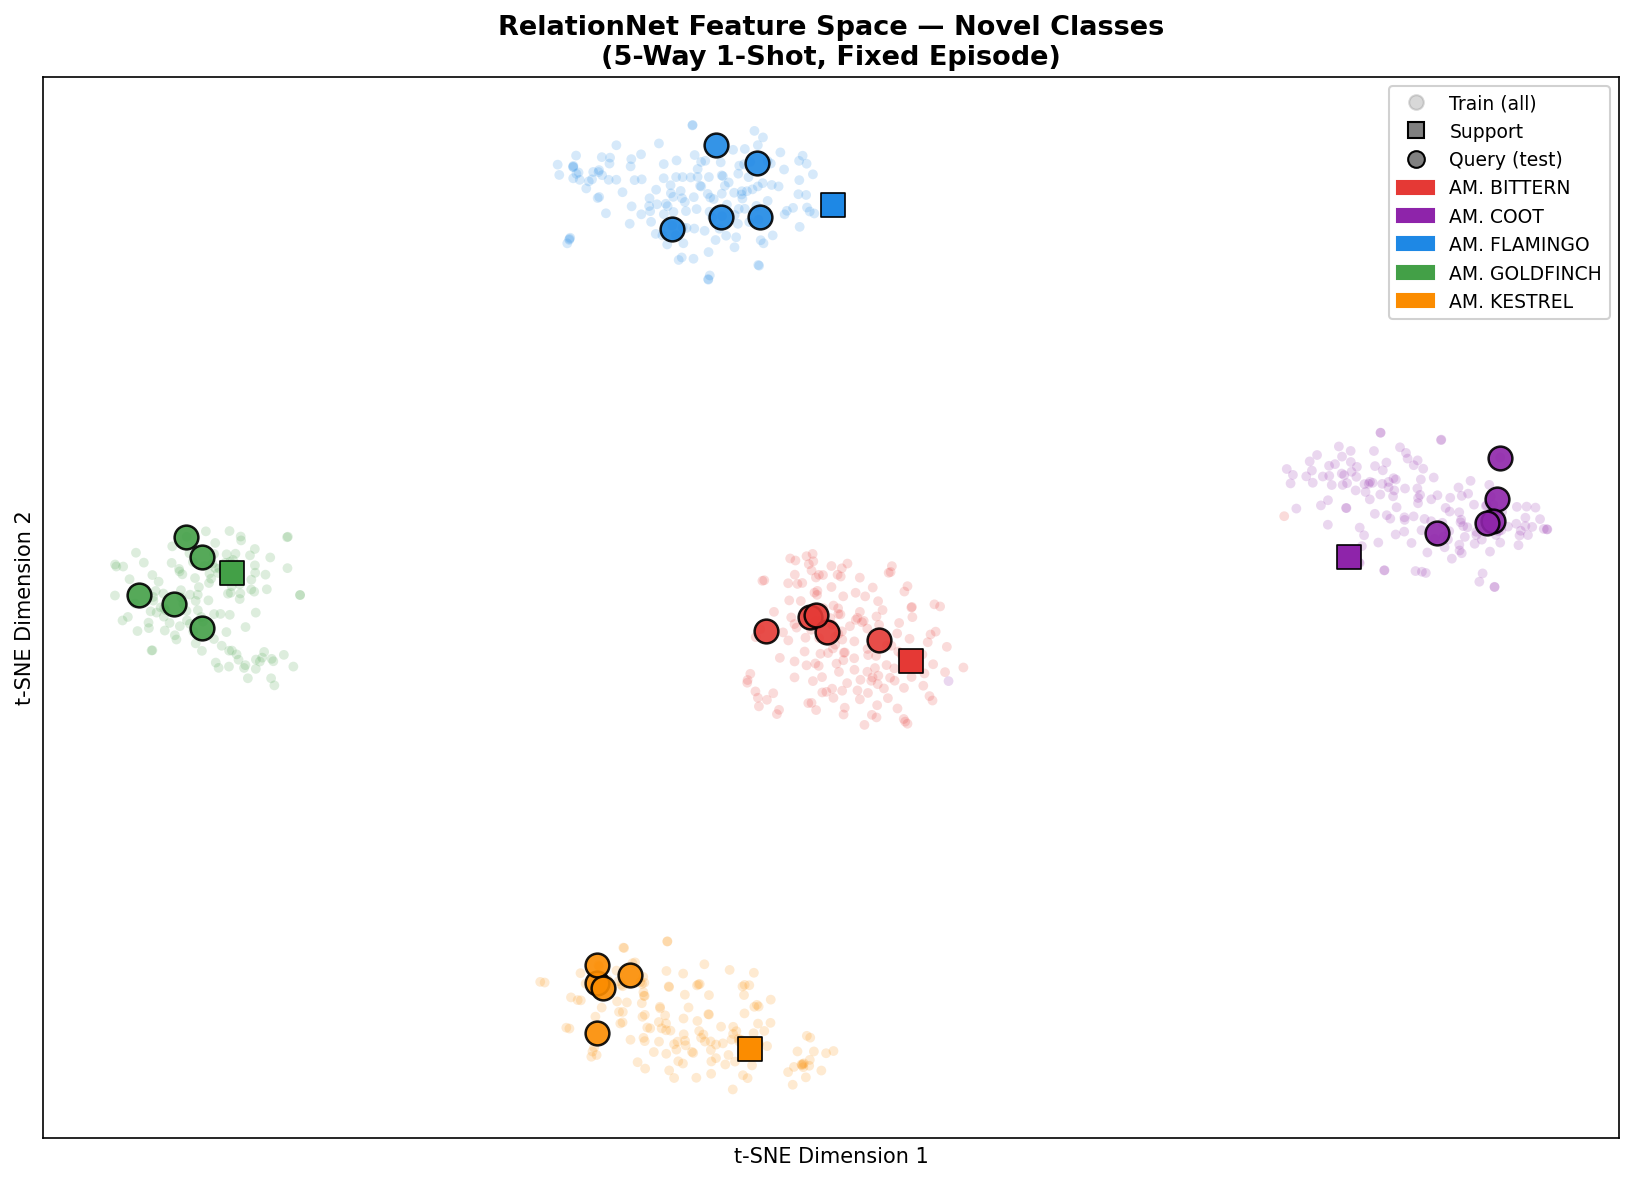 RelationNet Feature Space — Novel Classes
(5-Way 1-Shot, Fixed Episode)
Train (all)
Support
Query (test)
AM. BITTERN
AM. COOT
AM. FLAMINGO
AM. GOLDFINCH
AM. KESTREL
t-SNE Dimension 2
t-SNE Dimension 1